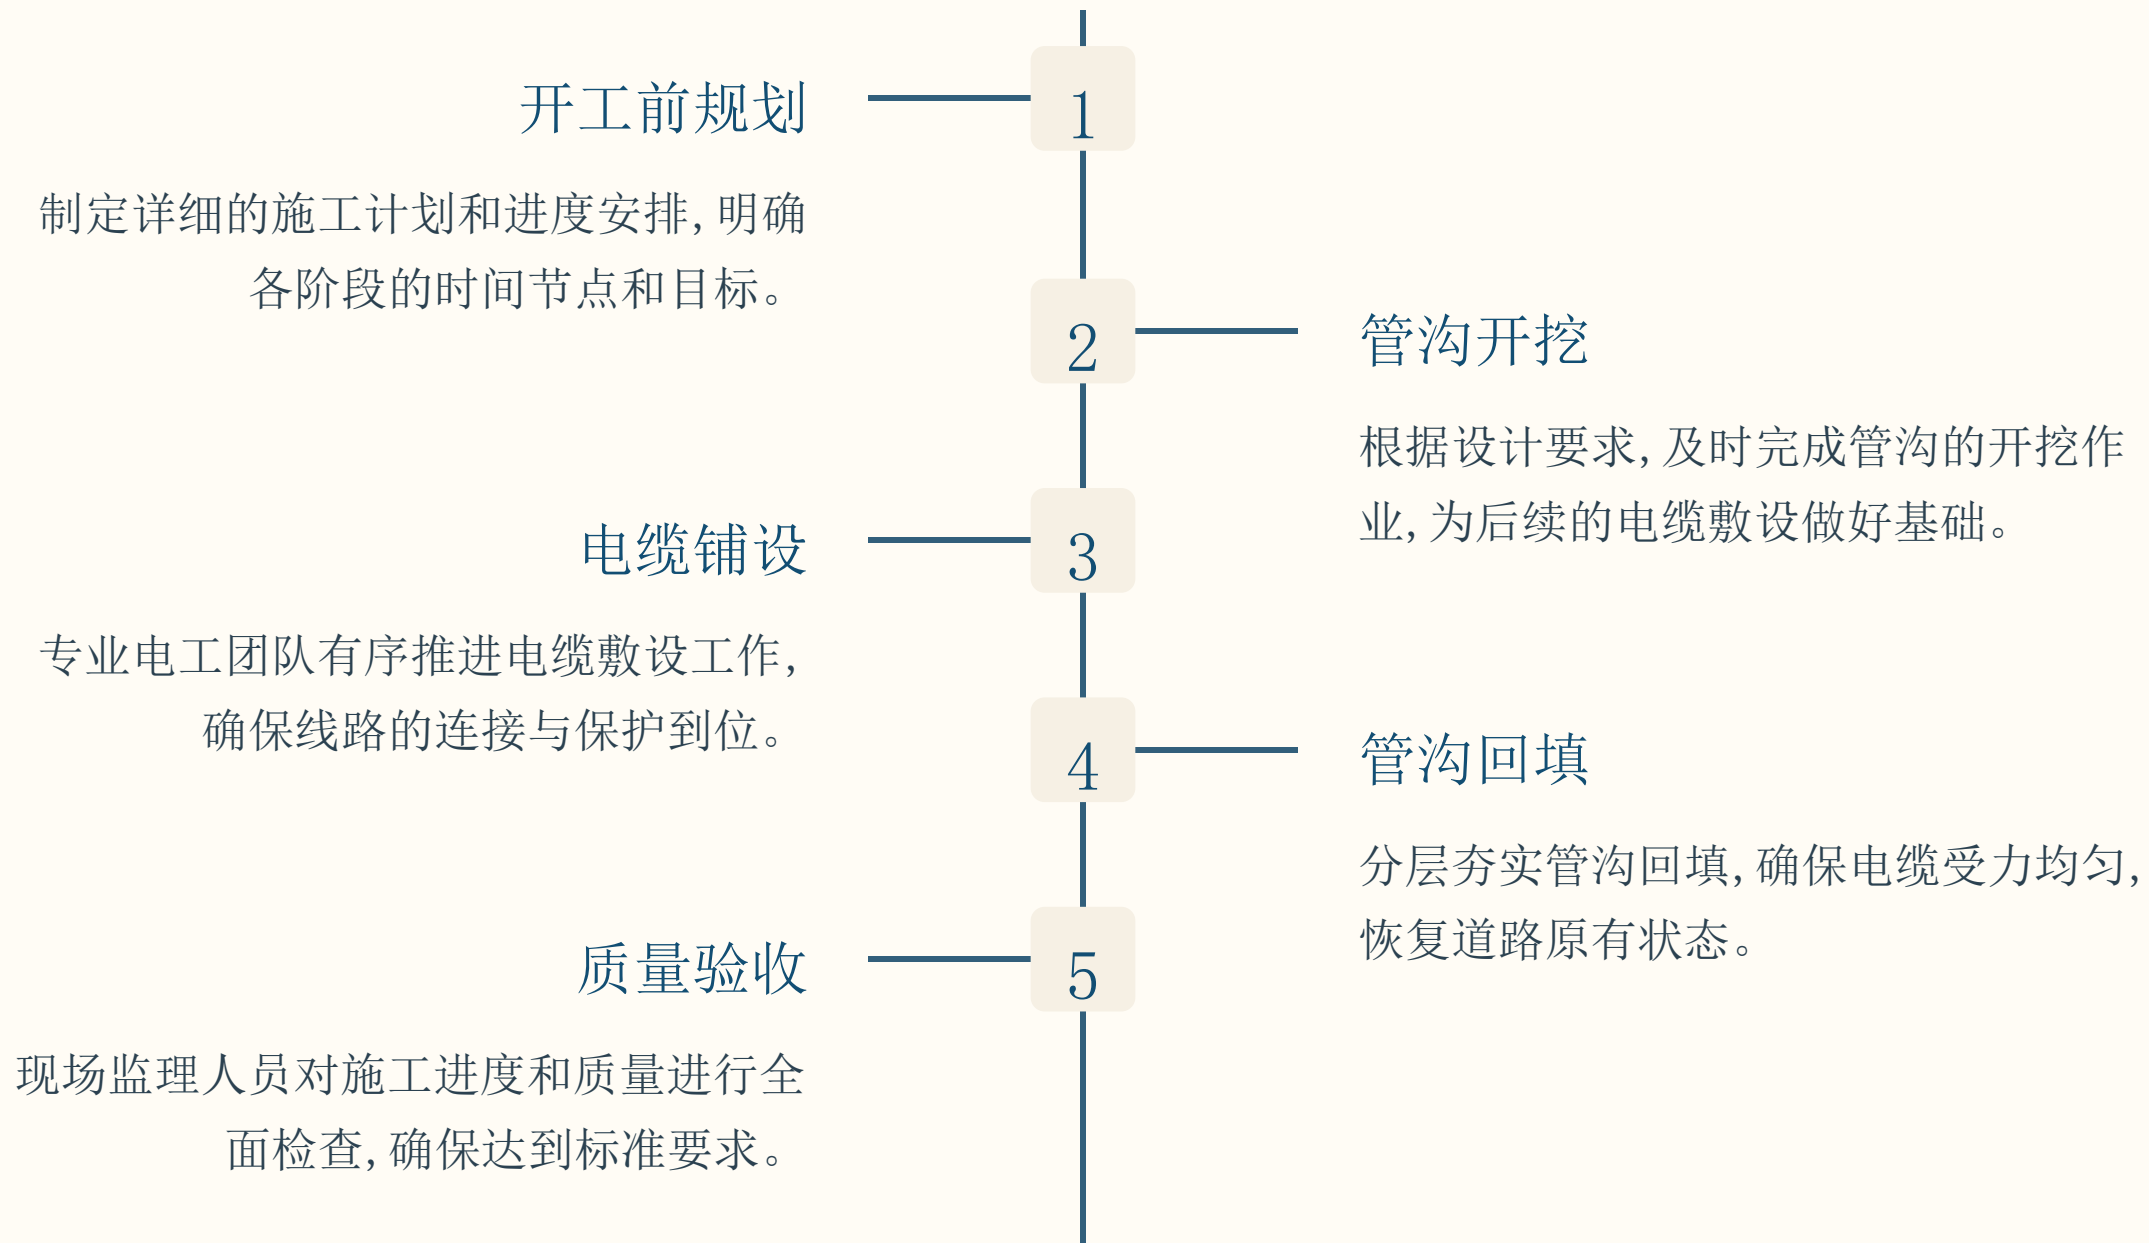 1
开工前规划
制定详细的施工计划和进度安排,明确
各阶段的时间节点和目标。
2
管沟开挖
根据设计要求,及时完成管沟的开挖作
业,为后续的电缆敷设做好基础。
3
电缆铺设
专业电工团队有序推进电缆敷设工作,
确保线路的连接与保护到位。
4
管沟回填
分层夯实管沟回填,确保电缆受力均匀,
恢复道路原有状态。
5
质量验收
现场监理人员对施工进度和质量进行全
面检查,确保达到标准要求。